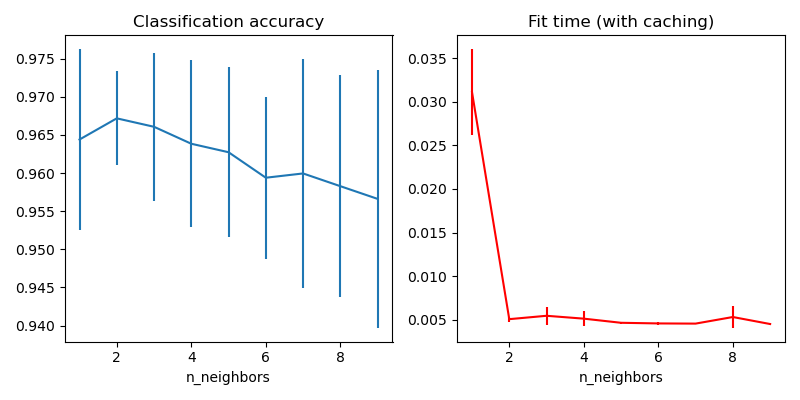 Classification accuracy
0.975
0.970
0.965
0.960
0.955
0.950
0.945
0.940
2 4 6 8
n_neighbors
Fit time (with caching)
0.035
0.030
0.025
0.020
0.015
0.010
0.005
2 4 6 8
n_neighbors